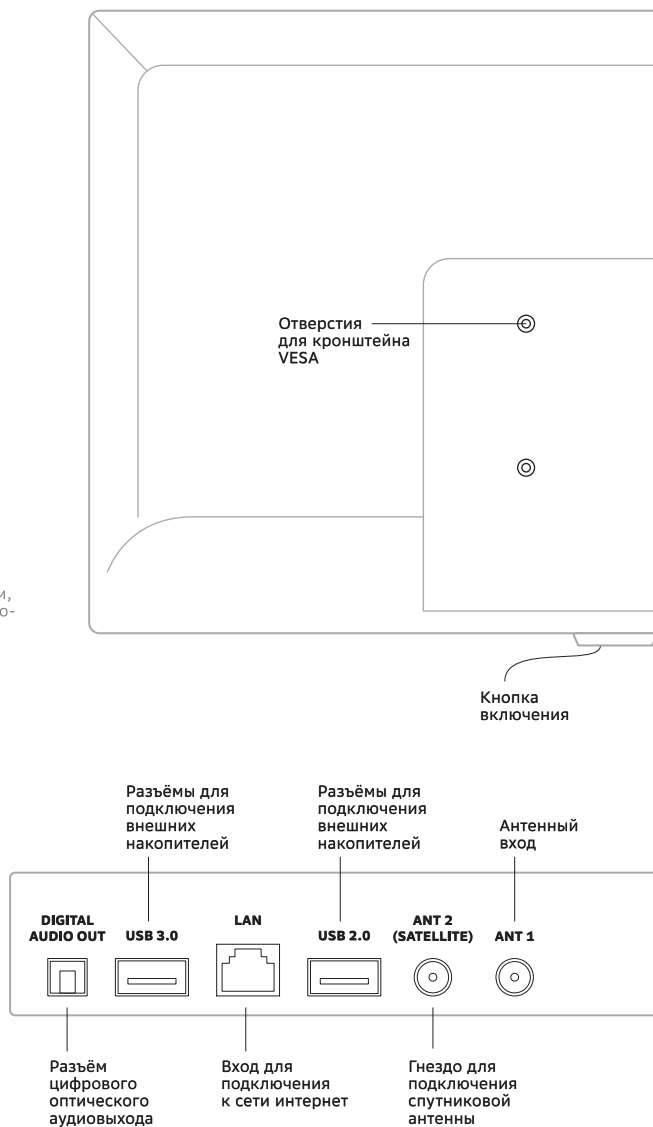 Отверстия
для кронштейна
VESA
и,
о-
Кнопка
включения
Разъёмы для
подключения
внешних
накопителей
Разъёмы для
подключения
внешних
накопителей
Антенный
вход
DIGITAL
AUDIO OUT
USB 3.0
LAN
USB 2.0
ANT 2
(SATELLITE)
ANT 1
Разъём
цифрового
оптического
аудиовыхода
Вход для
подключения
к сети интернет
Гнездо для
подключения
спутниковой
антенны